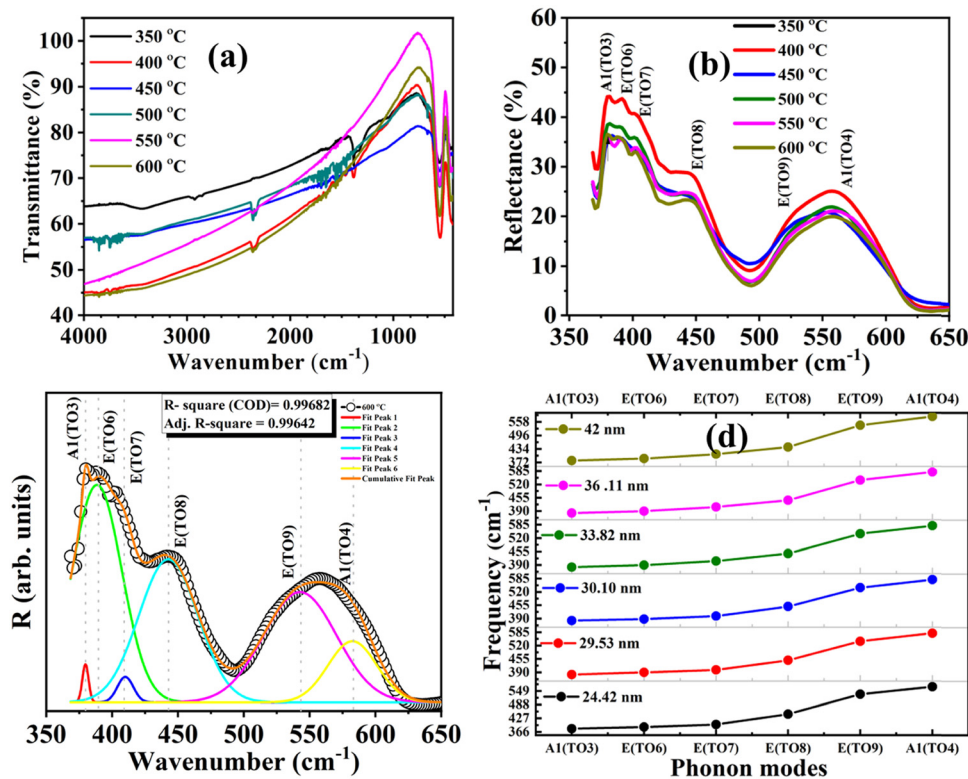 (a)
350 °C
400 °C
450 °C
500 °C
550 °C
600 °C
Transmittance (%)
100
90
80
70
60
50
40
4000 3000 2000 1000
Wavenumber (cm-1)
(b)
350 °C
400 °C
450 °C
500 °C
550 °C
600 °C
A1(TO3)
E(TO6)
E(TO7)
E(TO8)
E(TO9)
A1(TO4)
Reflectance (%)
60
50
40
30
20
10
0
350 400 450 500 550 600 650
Wavenumber (cm-1)
R- square (COD)= 0.99682
Adj. R-square = 0.99642
600 °C
Fit Peak 1
Fit Peak 2
Fit Peak 3
Fit Peak 4
Fit Peak 5
Fit Peak 6
Cumulative Fit Peak
A1(TO3)
E(TO6)
E(TO7)
E(TO8)
E(TO9)
A1(TO4)
R (arb. units)
350 400 450 500 550 600 650
Wavenumber (cm-1)
A1(TO3) E(TO6) E(TO7) E(TO8) E(TO9) A1(TO4)
(d)
Frequency (cm-1)
558
496
434
372
42 nm
585
520
455
390
36 .11 nm
585
520
455
390
33.82 nm
585
520
455
390
30.10 nm
585
520
455
390
29.53 nm
549
488
427
366
24.42 nm
A1(TO3) E(TO6) E(TO7) E(TO8) E(TO9) A1(TO4)
Phonon modes